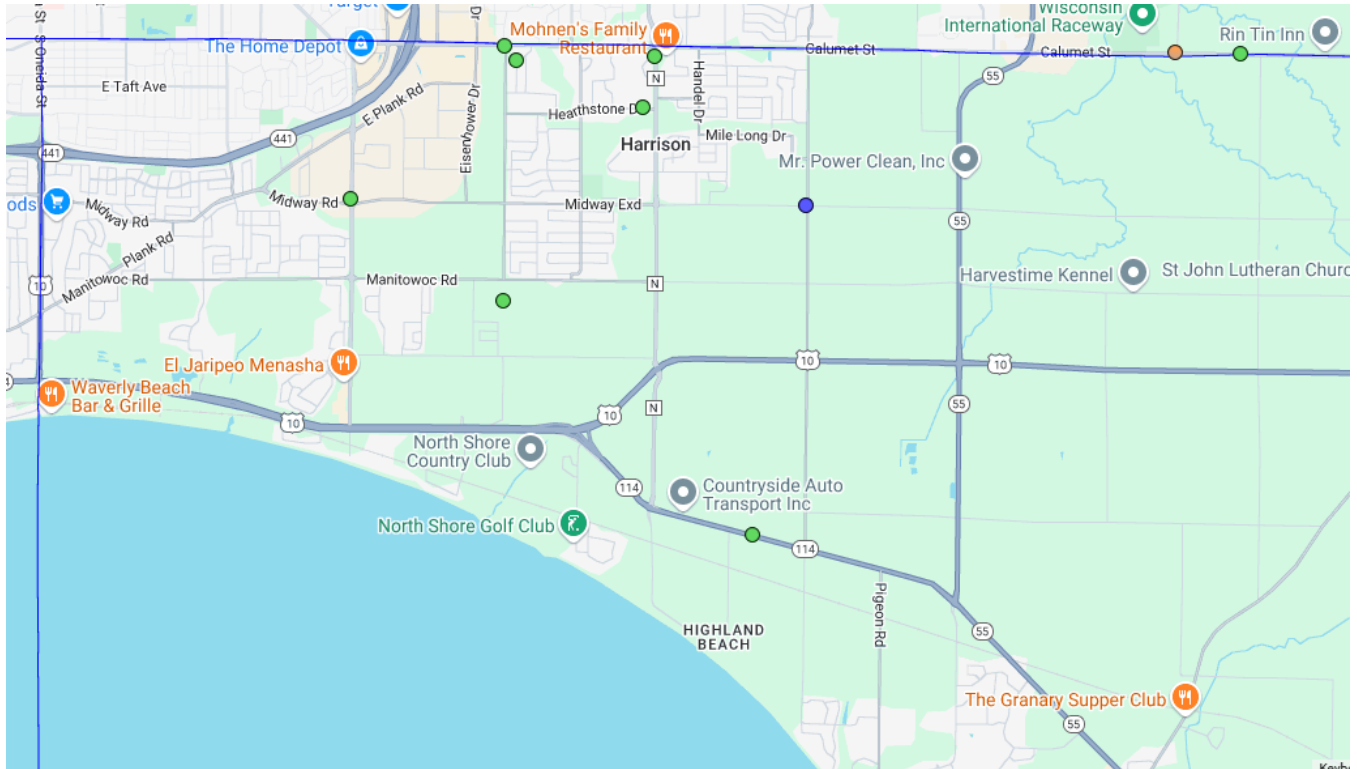 Target
The Home Depot
Mohnen's Family
Restaurant
Wisconsin
International Raceway
Rin Tin Inn
Calumet St
Calumet St
S Oneida St
n St
Dr
E Taft Ave
E Plank Rd
Eisenhower Dr
N
Handel Dr
55
Hearthstone D
441
441
Harrison
Mile Long Dr
Mr. Power Clean, Inc
ods
Midway Rd
Midway Rd
Midway Exd
55
Plank Rd
Manitowoc Rd
10
Manitowoc Rd
N
Harvestime Kennel
St John Lutheran Churc
El Jaripeo Menasha
10
10
4
Waverly Beach
Bar & Grille
10
10
N
55
North Shore
Country Club
114
Countryside Auto
Transport Inc
North Shore Golf Club
114
Pigeon Rd
HIGHLAND
BEACH
55
The Granary Supper Club
55